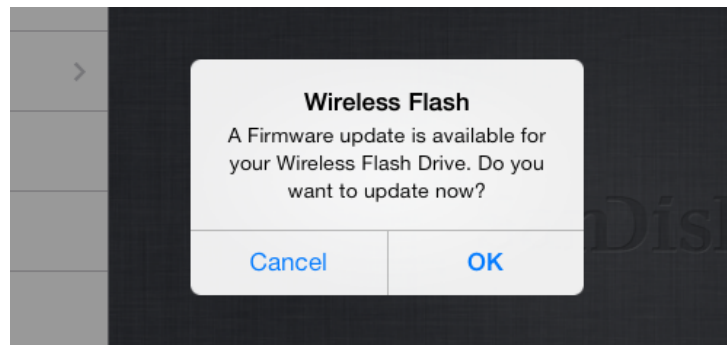 Wireless Flash
A Firmware update is available for
your Wireless Flash Drive. Do you
want to update now?
Cancel
OK